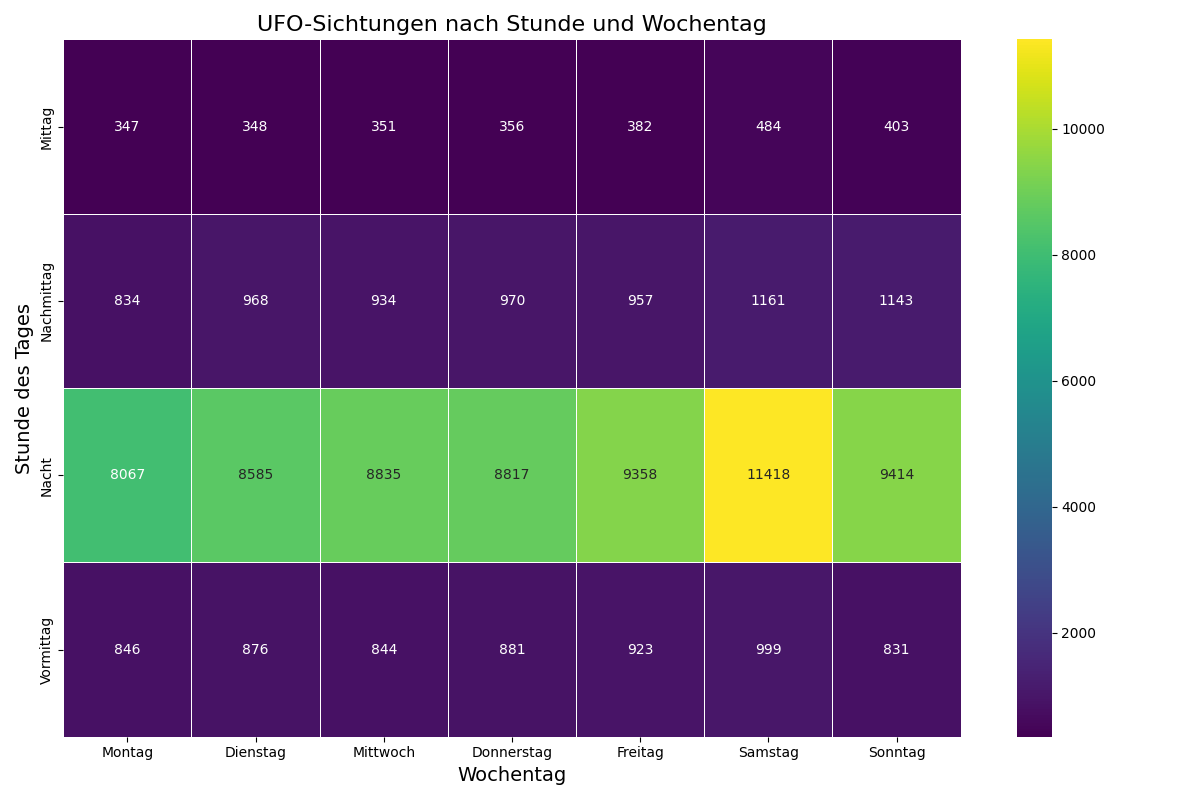 UFO-Sichtungen nach Stunde und Wochentag
Stunde des Tages
Mittag
347 348 351 356 382 484 403
Nachmittag
834 968 934 970 957 1161 1143
Nacht
8067 8585 8835 8817 9358 11418 9414
Vormittag
846 876 844 881 923 999 831
Montag Dienstag Mittwoch Donnerstag Freitag Samstag Sonntag
Wochentag
10000
8000
6000
4000
2000